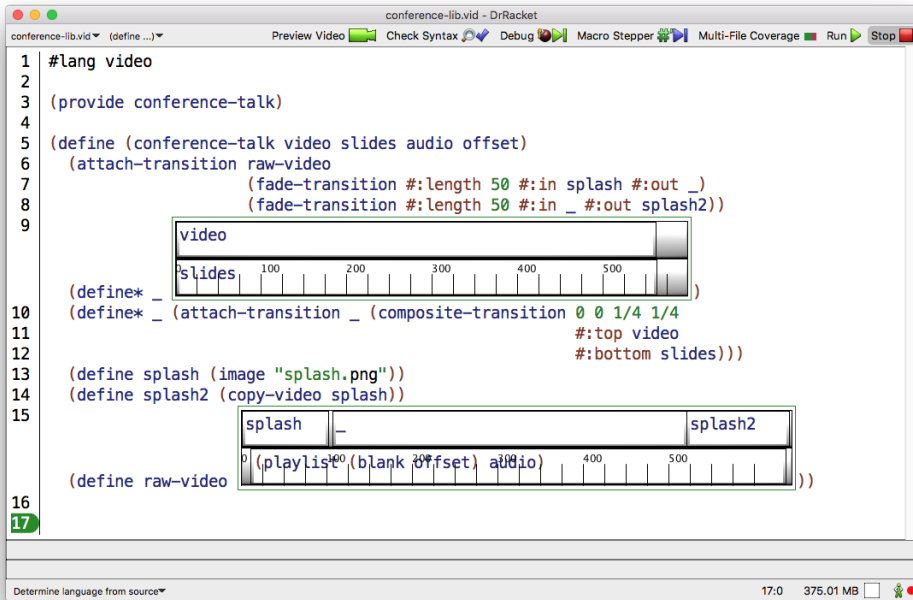 conference-lib.vid - DrRacket
conference-lib.vid▾ (define ...)▾ Preview Video Check Syntax Debug Macro Stepper Multi-File Coverage Run Stop
1 #lang video
2
3 (provide conference-talk)
4
5 (define (conference-talk video slides audio offset)
6 (attach-transition raw-video
7 (fade-transition #:length 50 #:in splash #:out _)
8 (fade-transition #:length 50 #:in _ #:out splash2))
9
video
0 100 200 300 400 500
slides
(define* _ )
10 (define* _ (attach-transition _ (composite-transition 0 0 1/4 1/4
11 #:top video
12 #:bottom slides)))
13 (define splash (image "splash.png"))
14 (define splash2 (copy-video splash))
15 splash _ splash2
0 100 200 300 400 500
(playlist (blank offset) audio)
(define raw-video ))
16
17
Determine language from source▾ 17:0 375.01 MB